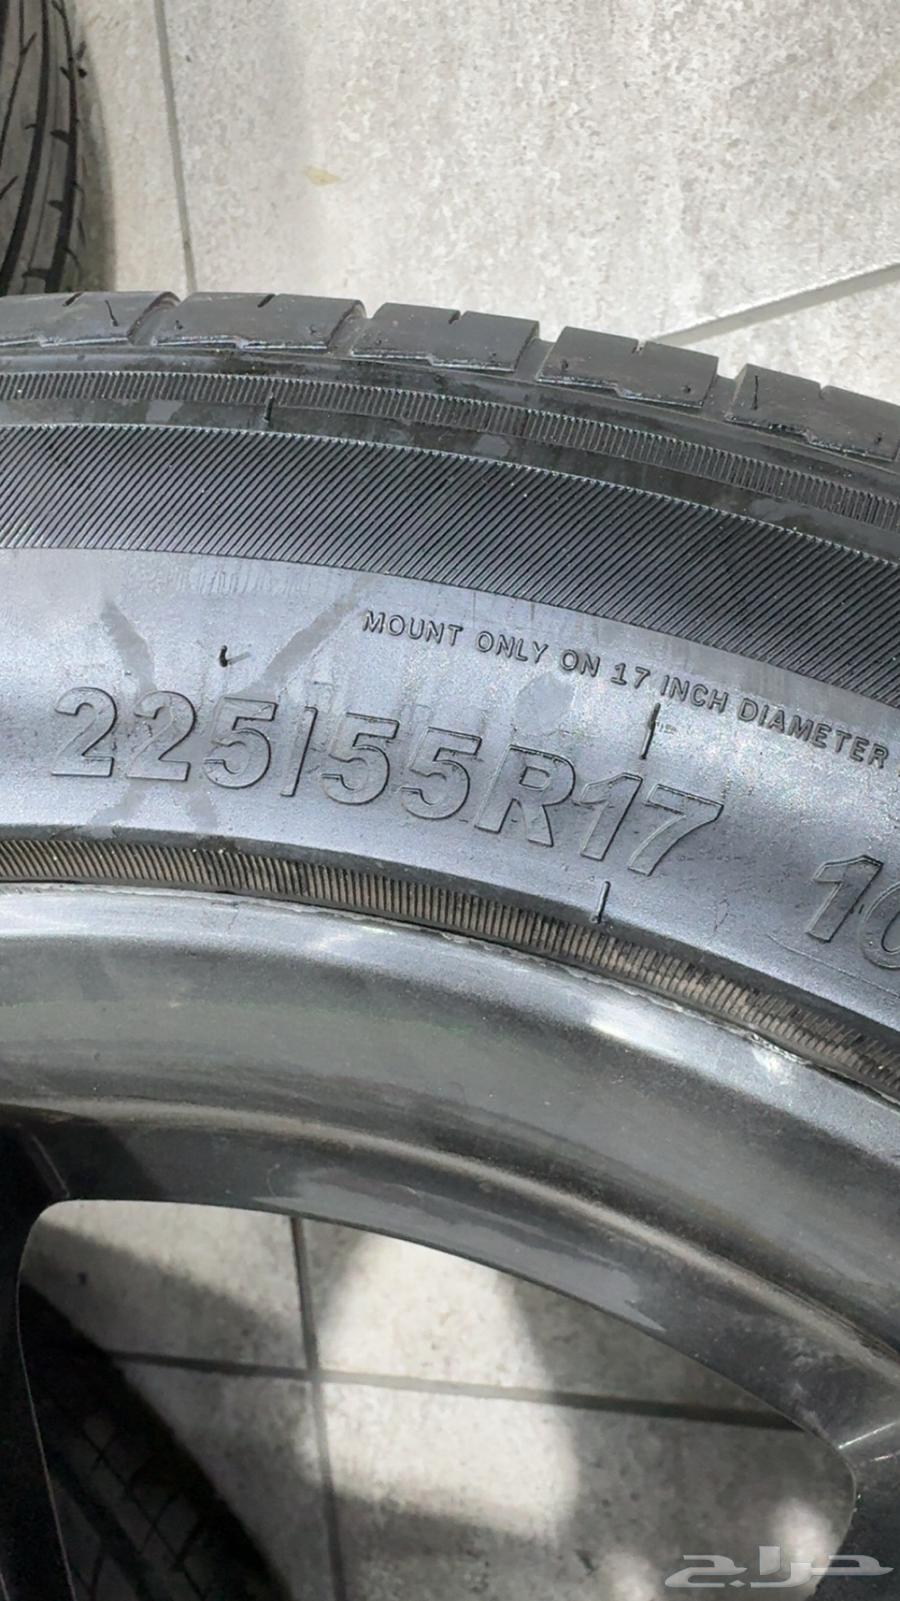 MOUNT ONLY ON 17 INCH DIAMETER
225/55R17
حراج